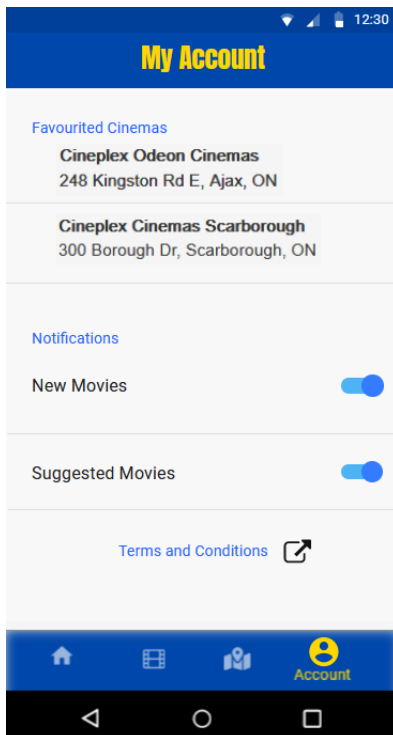 12:30
My Account
Favourited Cinemas
Cineplex Odeon Cinemas
248 Kingston Rd E, Ajax, ON
Cineplex Cinemas Scarborough
300 Borough Dr, Scarborough, ON
Notifications
New Movies
Suggested Movies
Terms and Conditions
Account